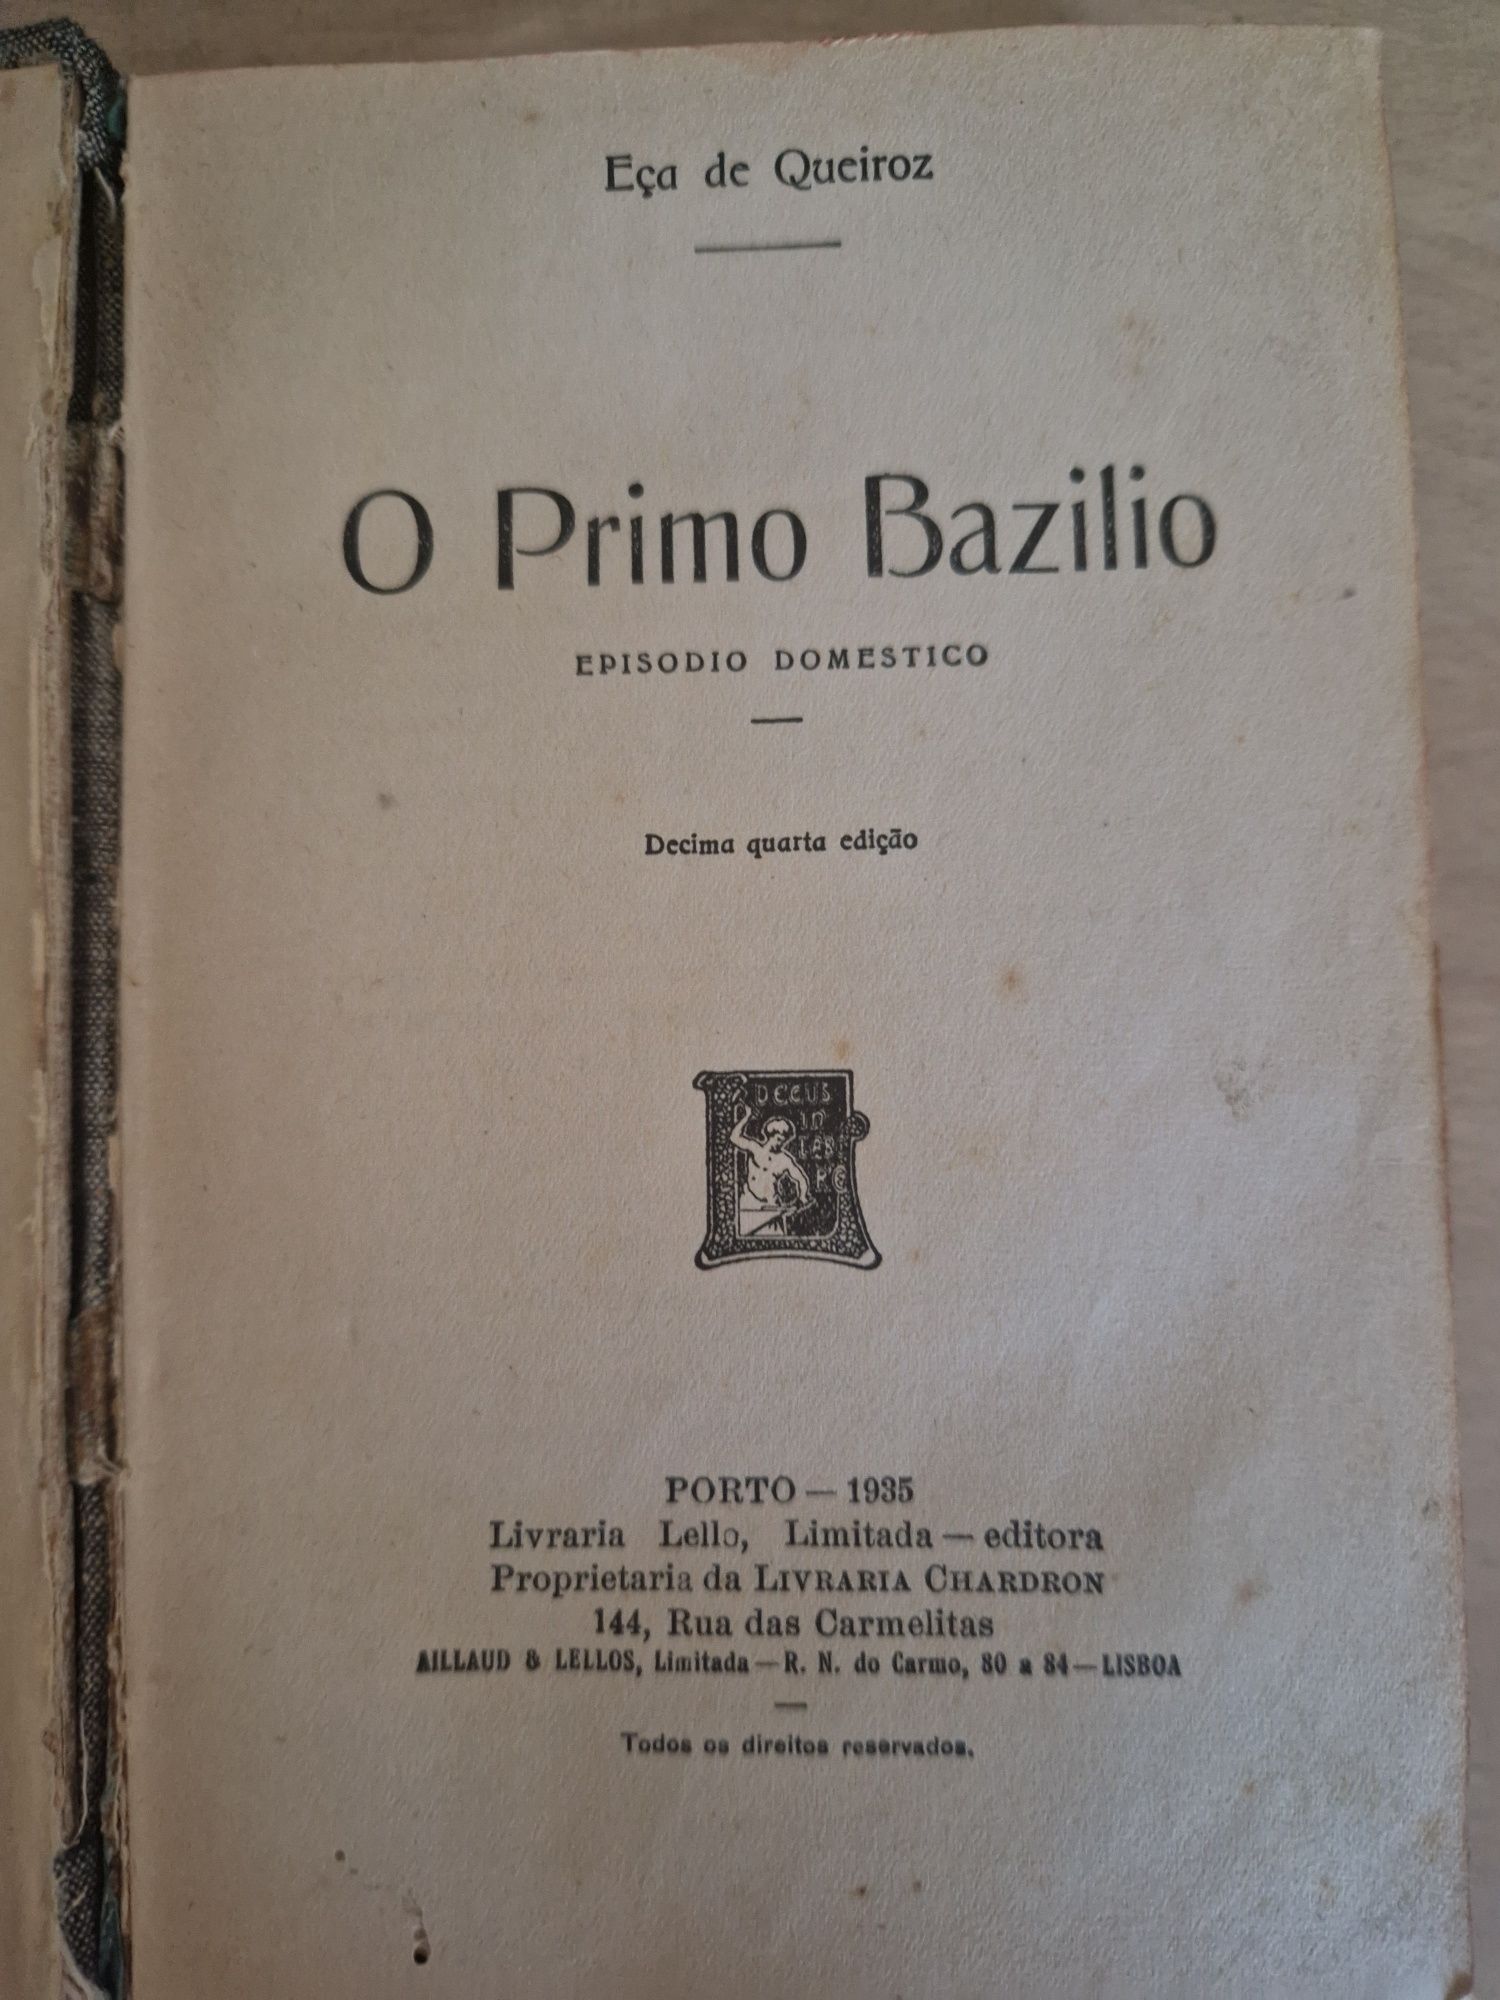 Eça de Queiroz
O Primo Bazilio
EPISODIO DOMESTICO
Decima quarta edição
DECUS
IN
LABO
RE
PORTO — 1935
Livraria Lello, Limitada — editora
Proprietaria da LIVRARIA CHARDRON
144, Rua das Carmelitas
AILLAUD & LELLOS, Limitada — R. N. do Carmo, 80 a 84 — LISBOA
Todos os direitos reservados.